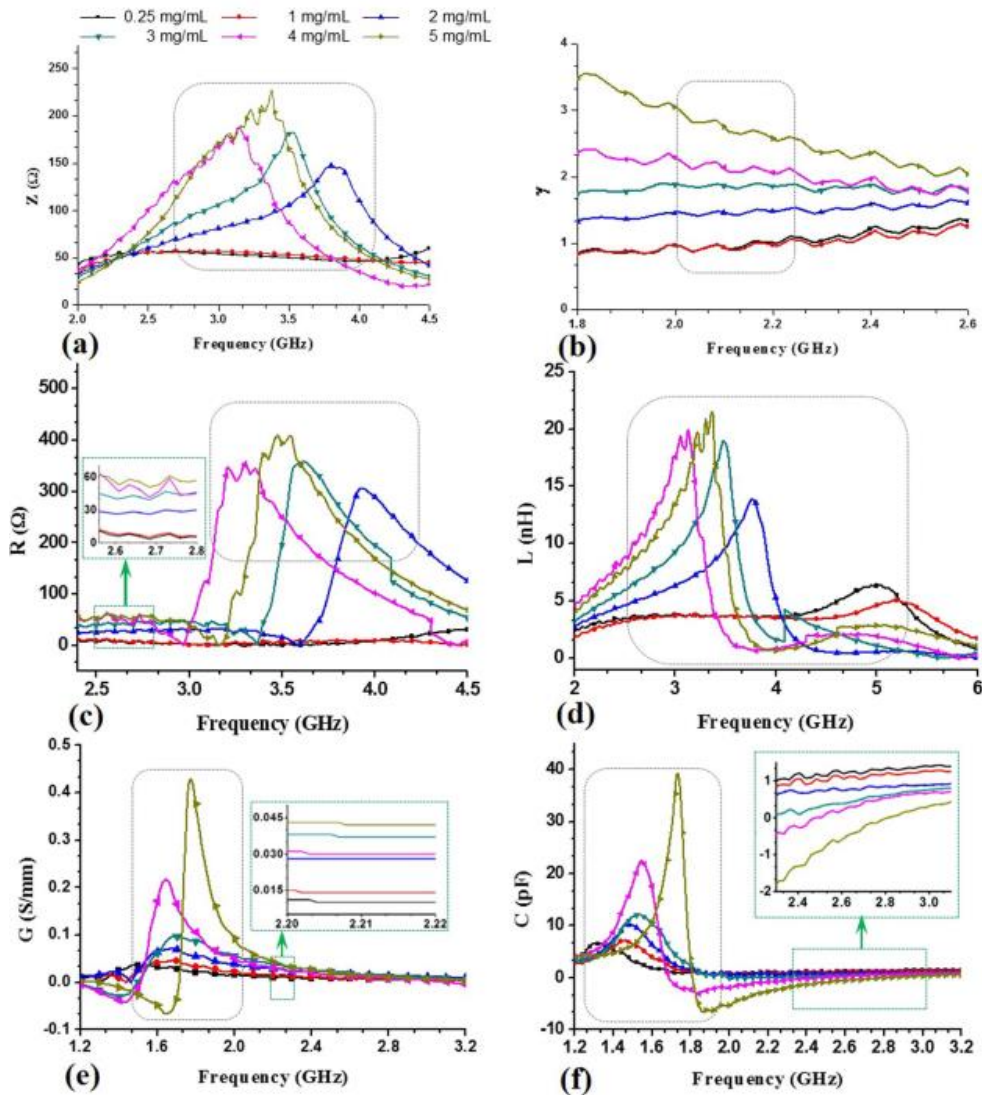 0.25 mg/mL 1 mg/mL 2 mg/mL
3 mg/mL 4 mg/mL 5 mg/mL
250
200
150
100
50
0
Z (Ω)
2.0 2.5 3.0 3.5 4.0 4.5
(a) Frequency (GHz)
4
3
2
1
0
γ
1.8 2.0 2.2 2.4 2.6
(b) Frequency (GHz)
500
400
300
200
100
0
R (Ω)
60
30
0
2.6 2.7 2.8
2.5 3.0 3.5 4.0 4.5
(c) Frequency (GHz)
25
20
15
10
5
0
L (nH)
2 3 4 5 6
(d) Frequency (GHz)
0.5
0.4
0.3
0.2
0.1
0.0
-0.1
G (S/mm)
0.045
0.030
0.015
2.20 2.21 2.22
1.2 1.6 2.0 2.4 2.8 3.2
(e) Frequency (GHz)
40
30
20
10
0
-10
C (pF)
1
0
-1
-2
2.4 2.6 2.7 2.9 3.0
1.2 1.4 1.6 1.8 2.0 2.2 2.4 2.6 2.8 3.0 3.2
(f) Frequency (GHz)